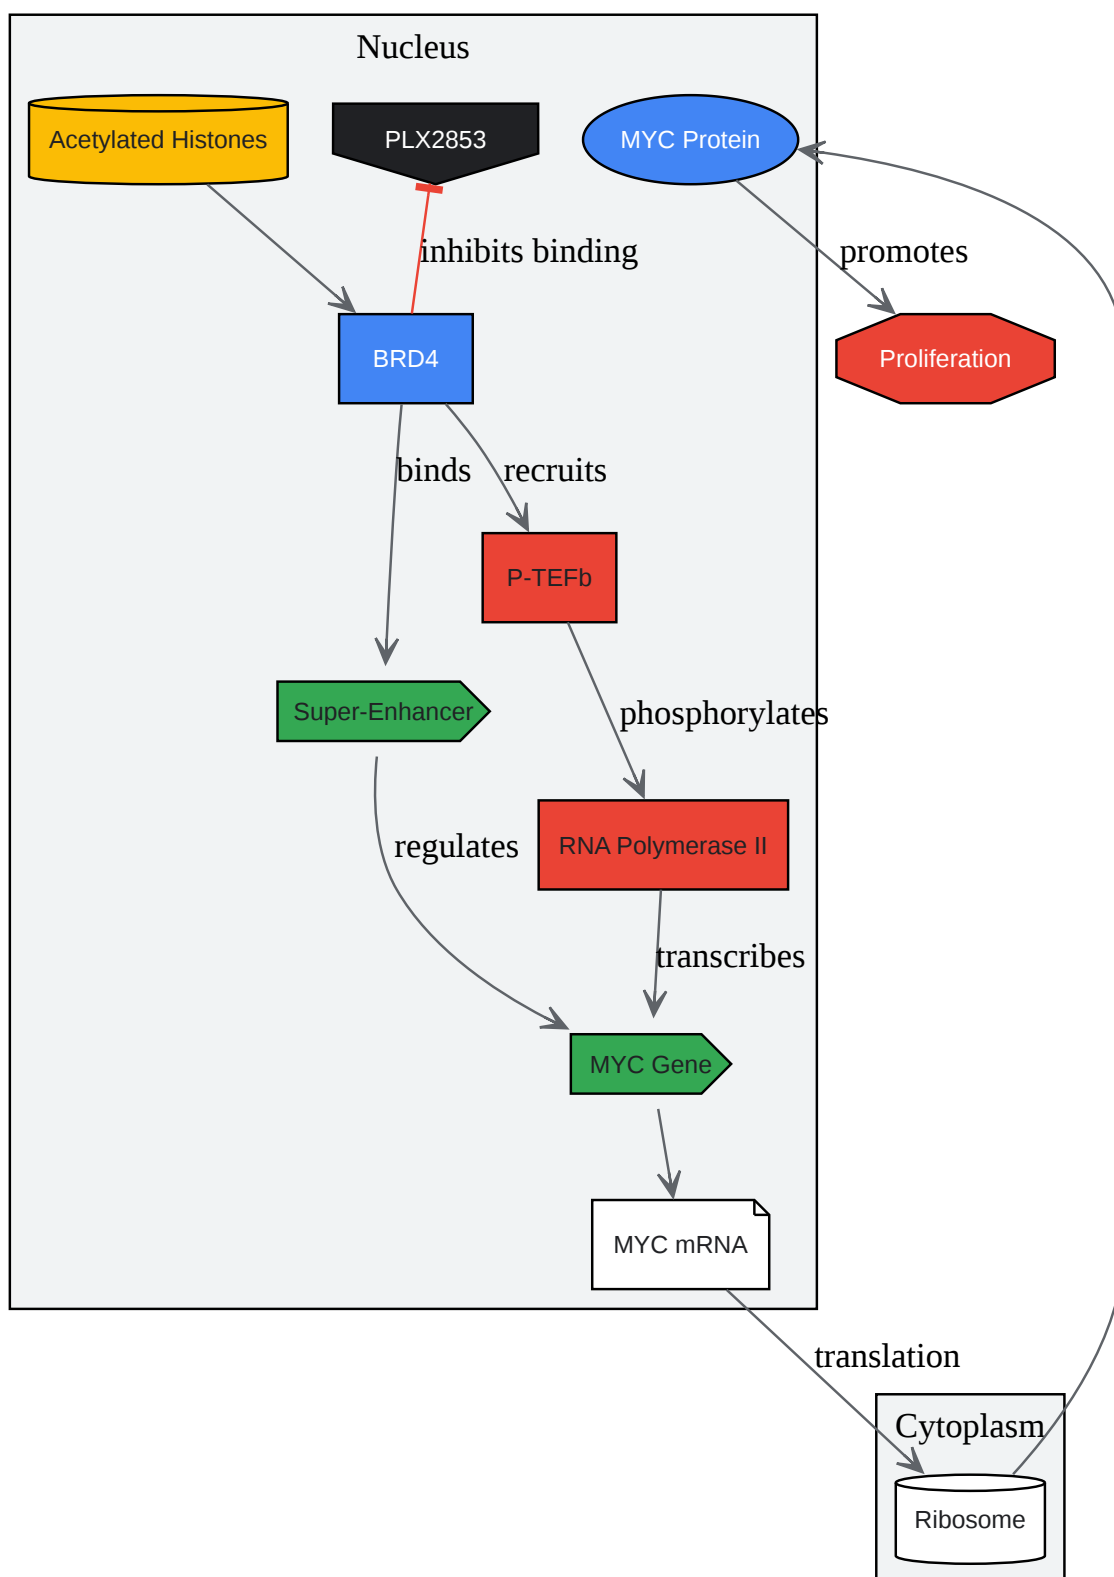 Nucleus
Acetylated Histones
PLX2853
MYC Protein
inhibits binding
promotes
BRD4
Proliferation
binds
recruits
P-TEFb
Super-Enhancer
phosphorylates
regulates
RNA Polymerase II
transcribes
MYC Gene
MYC mRNA
translation
Cytoplasm
Ribosome